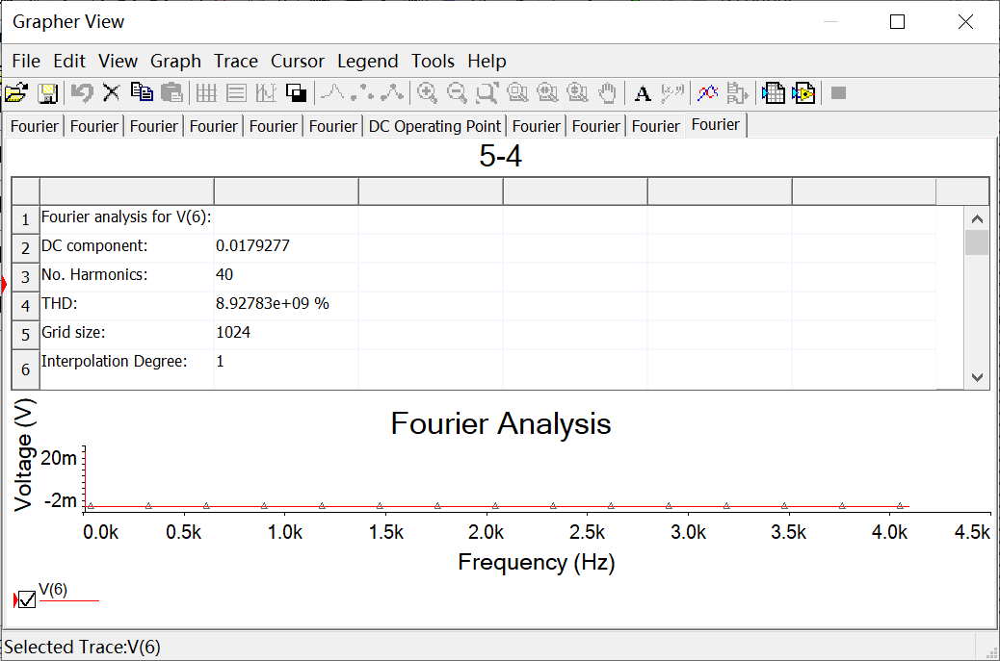 Grapher View
File Edit View Graph Trace Cursor Legend Tools Help
A
Fourier Fourier Fourier Fourier Fourier Fourier DC Operating Point Fourier Fourier Fourier Fourier
5-4
1 Fourier analysis for V(6):
2 DC component: 0.0179277
3 No. Harmonics: 40
4 THD: 8.92783e+09 %
5 Grid size: 1024
6 Interpolation Degree: 1
Fourier Analysis
Voltage (V)
20m
-2m
0.0k 0.5k 1.0k 1.5k 2.0k 2.5k 3.0k 3.5k 4.0k 4.5k
Frequency (Hz)
V(6)
Selected Trace:V(6)